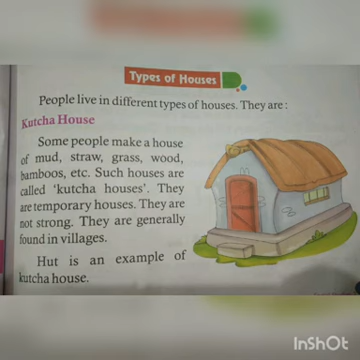 Types of Houses
People live in different types of houses. They are :
Kutcha House
Some people make a house
of mud, straw, grass, wood,
bamboos, etc. Such houses are
called 'kutcha houses'. They
are temporary houses. They are
not strong. They are generally
found in villages.
Hut is an example of
kutcha house.
InShOt